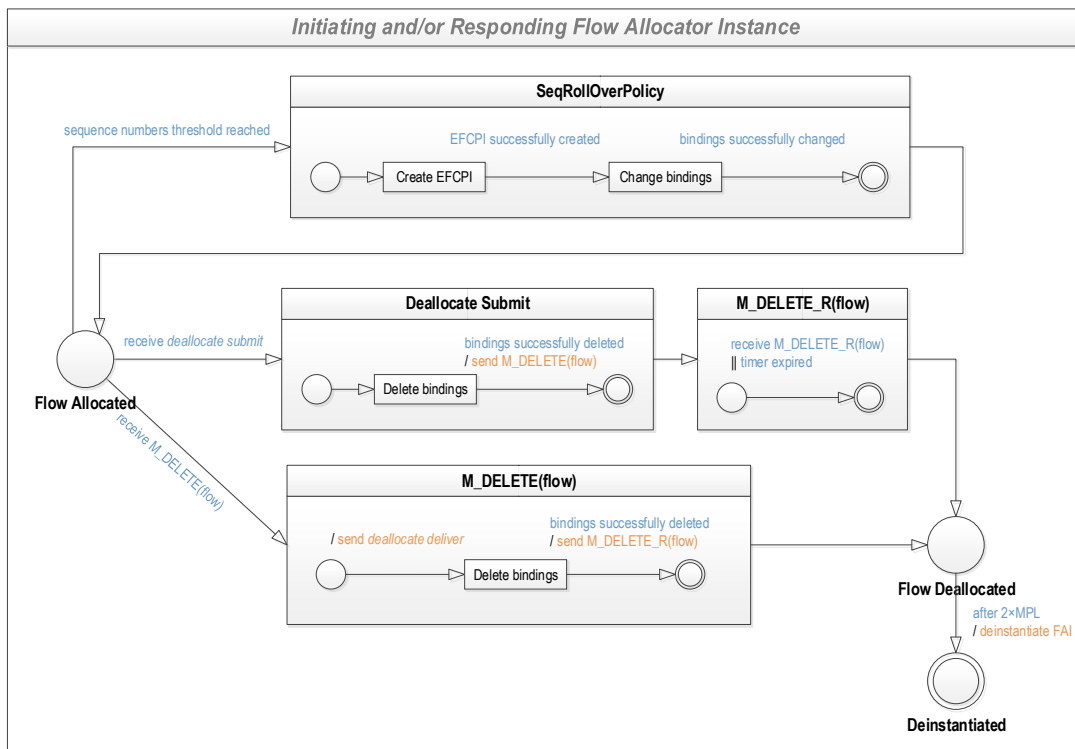 Initiating and/or Responding Flow Allocator Instance
SeqRollOverPolicy
sequence numbers threshold reached
EFCPI successfully created
bindings successfully changed
Create EFCPI
Change bindings
Deallocate Submit
M_DELETE_R(flow)
receive deallocate submit
bindings successfully deleted
/ send M_DELETE(flow)
receive M_DELETE_R(flow)
|| timer expired
Delete bindings
Flow Allocated
receive M_DELETE(flow)
M_DELETE(flow)
/ send deallocate deliver
bindings successfully deleted
/ send M_DELETE_R(flow)
Delete bindings
Flow Deallocated
after 2×MPL
/ deinstantiate FAI
Deinstantiated